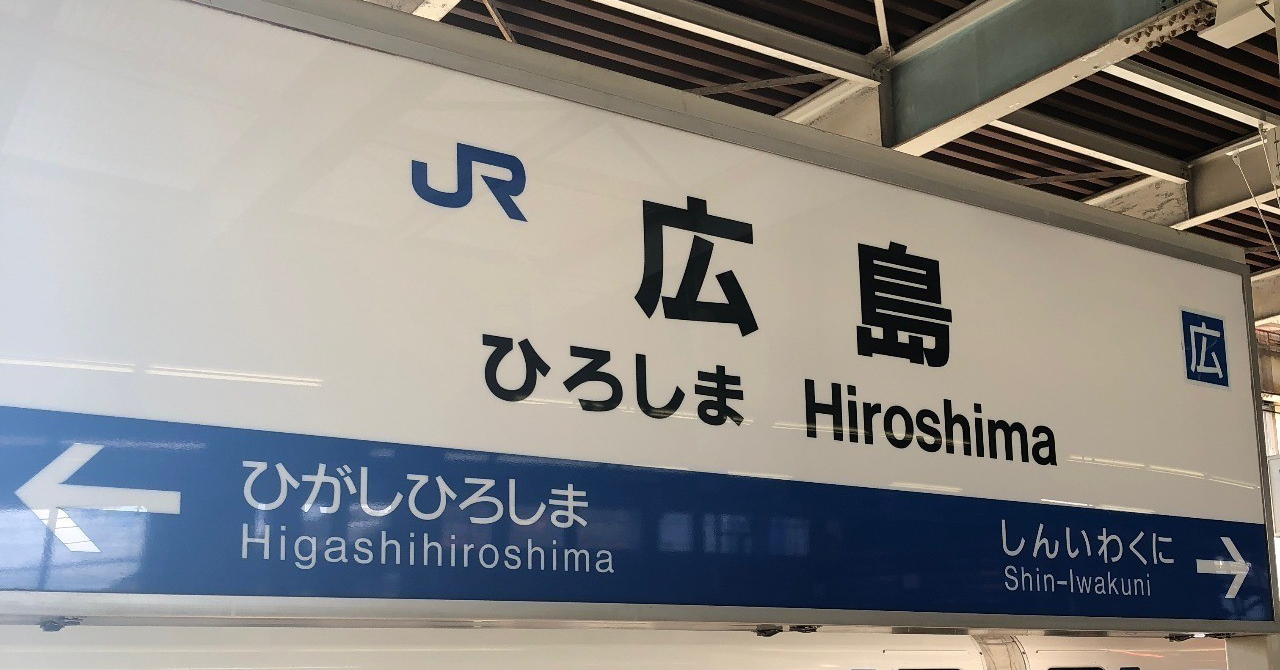 JR
広島
広
ひろしま Hiroshima
ひがしひろしま
Higashihiroshima
しんいわくに
Shin-Iwakuni